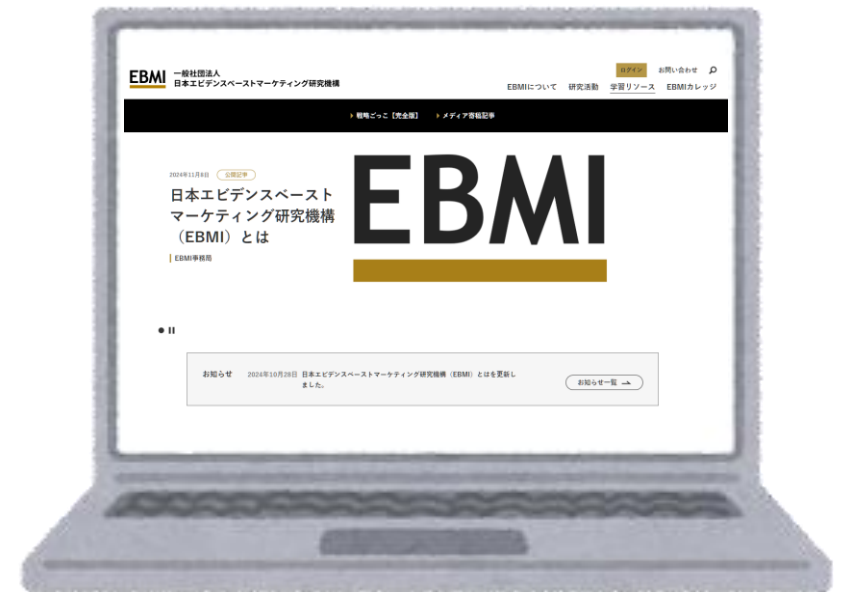 EBMI
一般社団法人
日本エビデンスベーストマーケティング研究機構
ログイン お問い合わせ
EBMIについて 研究活動 学習リソース EBMIカレッジ
戦略ごっこ【完全版】 メディア寄稿記事
2024年11月8日 公開記事
日本エビデンスベースト
マーケティング研究機構
（EBMI）とは
EBMI事務局
EBMI
お知らせ 2024年10月28日 日本エビデンスベーストマーケティング研究機構（EBMI）とはを更新し
ました。
お知らせ一覧